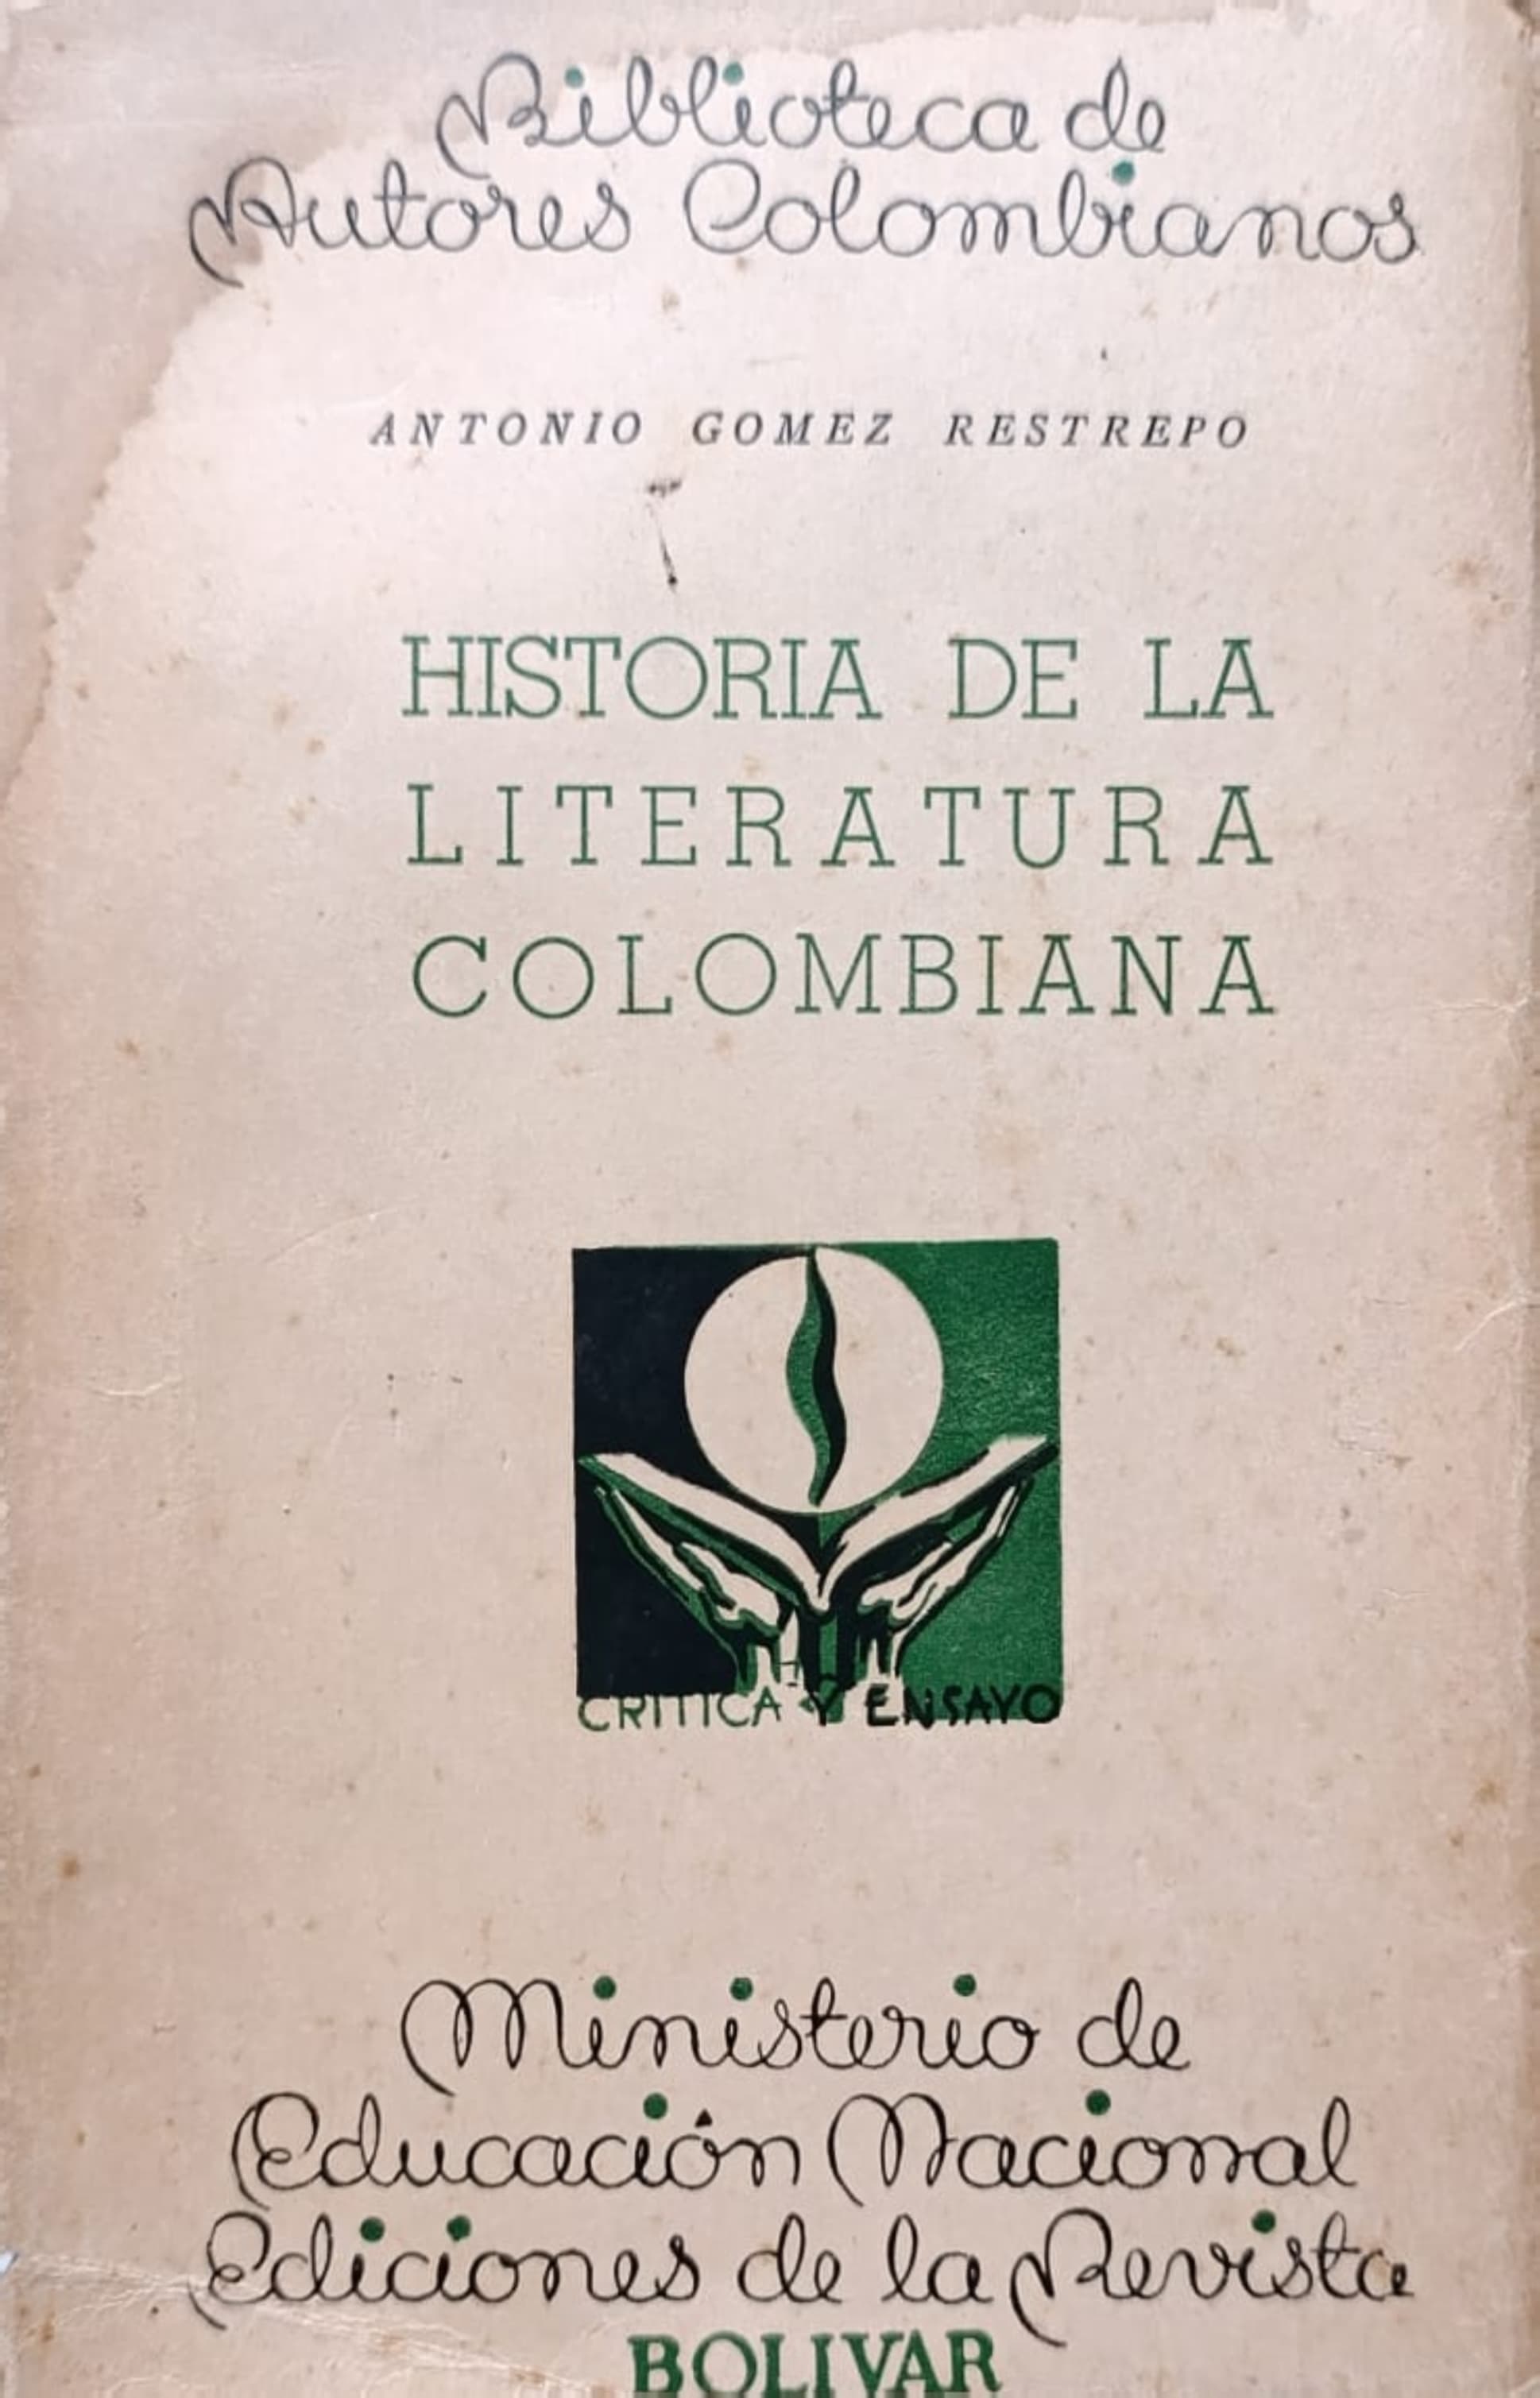 Biblioteca de
Autores Colombianos
ANTONIO GOMEZ RESTREPO
HISTORIA DE LA
LITERATURA
COLOMBIANA
CRITICA Y ENSAYO
Ministerio de
Educación Nacional
Ediciones de la Revista
BOLIVAR